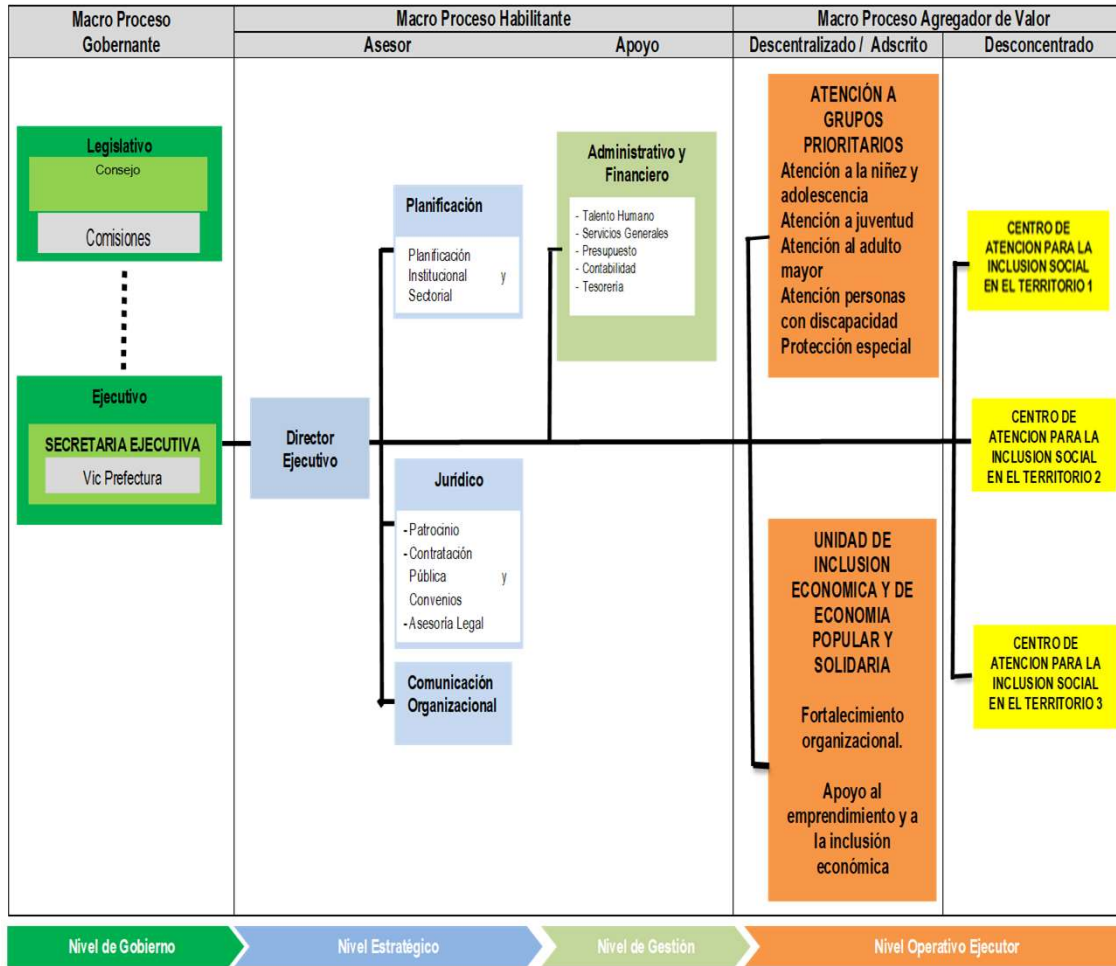 Macro Proceso
Gobernante
Macro Proceso Habilitante
Macro Proceso Agregador de Valor
Asesor
Apoyo
Descentralizado / Adscrito
Desconcentrado
Legislativo
Consejo
Comisiones
Ejecutivo
SECRETARIA EJECUTIVA
Vic Prefectura
Director
Ejecutivo
Planificación
Planificación
Institucional y
Sectorial
Jurídico
- Patrocinio
- Contratación
Pública y
Convenios
- Asesoría Legal
Comunicación
Organizacional
Administrativo y
Financiero
- Talento Humano
- Servicios Generales
- Presupuesto
- Contabilidad
- Tesoreria
ATENCIÓN A
GRUPOS
PRIORITARIOS
Atención a la niñez y
adolescencia
Atención a juventud
Atención al adulto
mayor
Atención personas
con discapacidad
Protección especial
UNIDAD DE
INCLUSION
ECONOMICA Y DE
ECONOMIA
POPULAR Y
SOLIDARIA
Fortalecimiento
organizacional.
Apoyo al
emprendimiento y a
la inclusión
económica
CENTRO DE
ATENCION PARA LA
INCLUSION SOCIAL
EN EL TERRITORIO 1
CENTRO DE
ATENCION PARA LA
INCLUSION SOCIAL
EN EL TERRITORIO 2
CENTRO DE
ATENCION PARA LA
INCLUSION SOCIAL
EN EL TERRITORIO 3
Nivel de Gobierno
Nivel Estratégico
Nivel de Gestión
Nivel Operativo Ejecutor